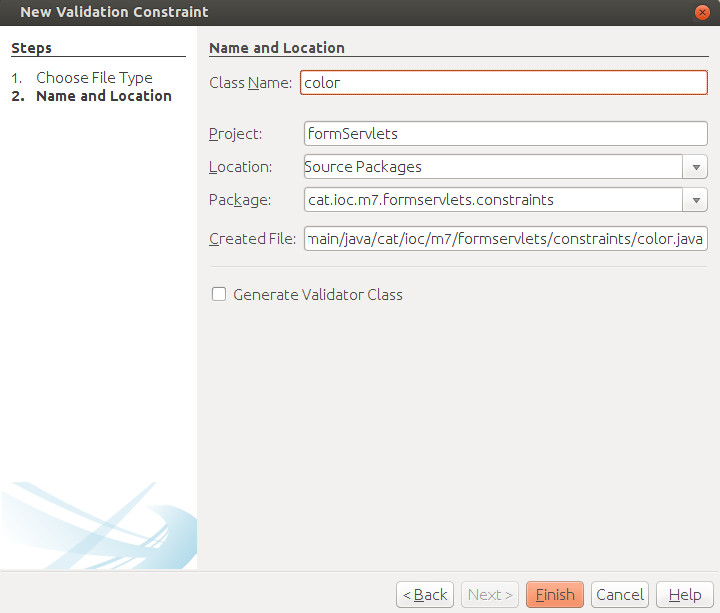 New Validation Constraint
Steps
1. Choose File Type
2. Name and Location
Name and Location
Class Name: color
Project: formServlets
Location: Source Packages
Package: cat.ioc.m7.formservlets.constraints
Created File: main/java/cat/ioc/m7/formservlets/constraints/color.java
Generate Validator Class
< Back Next > Finish Cancel Help